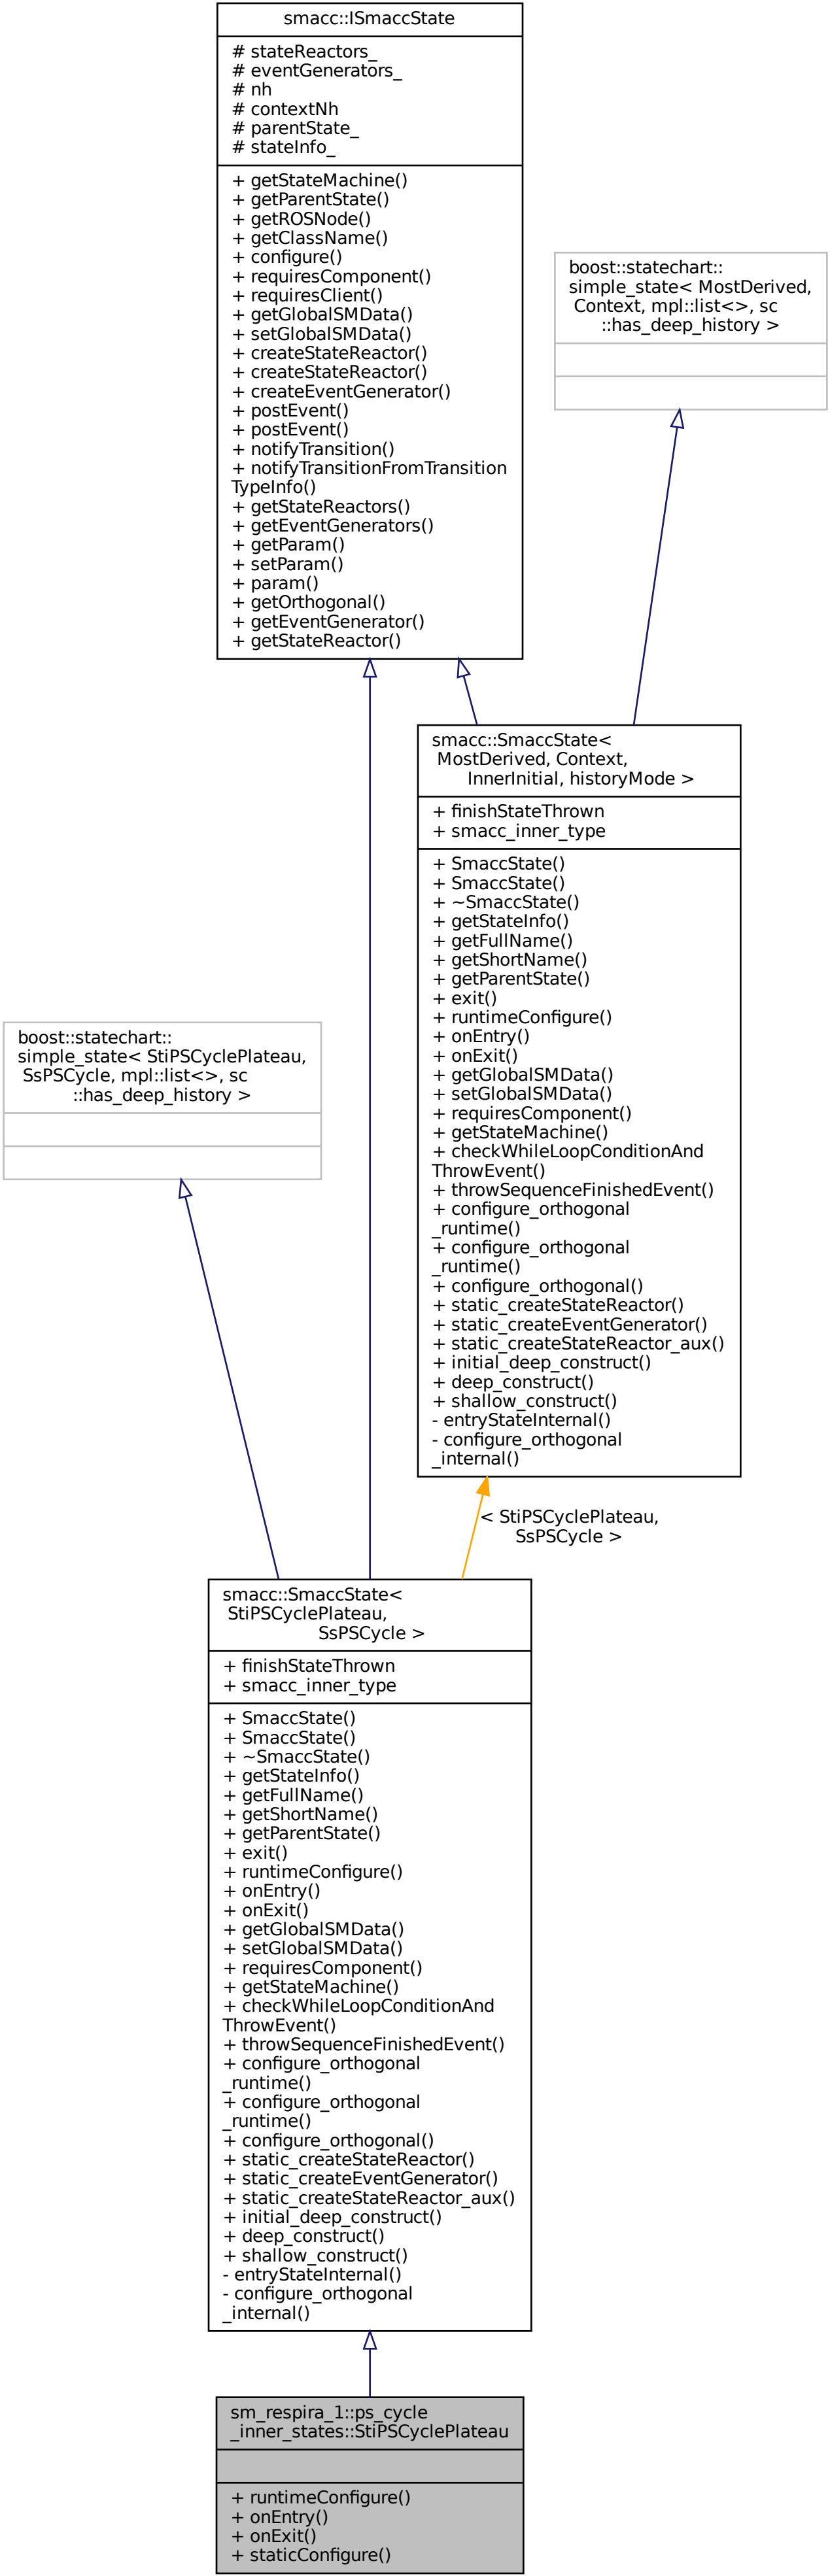 smacc::ISmaccState
# stateReactors_
# eventGenerators_
# nh
# contextNh
# parentState_
# stateInfo_
+ getStateMachine()
+ getParentState()
+ getROSNode()
+ getClassName()
+ configure()
+ requiresComponent()
+ requiresClient()
+ getGlobalSMData()
+ setGlobalSMData()
+ createStateReactor()
+ createStateReactor()
+ createEventGenerator()
+ postEvent()
+ postEvent()
+ notifyTransition()
+ notifyTransitionFromTransition
TypeInfo()
+ getStateReactors()
+ getEventGenerators()
+ getParam()
+ setParam()
+ param()
+ getOrthogonal()
+ getEventGenerator()
+ getStateReactor()
boost::statechart::
simple_state< MostDerived,
Context, mpl::list<>, sc
::has_deep_history >
smacc::SmaccState<
MostDerived, Context,
InnerInitial, historyMode >
+ finishStateThrown
+ smacc_inner_type
+ SmaccState()
+ SmaccState()
+ ~SmaccState()
+ getStateInfo()
+ getFullName()
+ getShortName()
+ getParentState()
+ exit()
+ runtimeConfigure()
+ onEntry()
+ onExit()
+ getGlobalSMData()
+ setGlobalSMData()
+ requiresComponent()
+ getStateMachine()
+ checkWhileLoopConditionAnd
ThrowEvent()
+ throwSequenceFinishedEvent()
+ configure_orthogonal
_runtime()
+ configure_orthogonal
_runtime()
+ configure_orthogonal()
+ static_createStateReactor()
+ static_createEventGenerator()
+ static_createStateReactor_aux()
+ initial_deep_construct()
+ deep_construct()
+ shallow_construct()
- entryStateInternal()
- configure_orthogonal
_internal()
boost::statechart::
simple_state< StiPSCyclePlateau,
SsPSCycle, mpl::list<>, sc
::has_deep_history >
< StiPSCyclePlateau,
SsPSCycle >
smacc::SmaccState<
StiPSCyclePlateau,
SsPSCycle >
+ finishStateThrown
+ smacc_inner_type
+ SmaccState()
+ SmaccState()
+ ~SmaccState()
+ getStateInfo()
+ getFullName()
+ getShortName()
+ getParentState()
+ exit()
+ runtimeConfigure()
+ onEntry()
+ onExit()
+ getGlobalSMData()
+ setGlobalSMData()
+ requiresComponent()
+ getStateMachine()
+ checkWhileLoopConditionAnd
ThrowEvent()
+ throwSequenceFinishedEvent()
+ configure_orthogonal
_runtime()
+ configure_orthogonal
_runtime()
+ configure_orthogonal()
+ static_createStateReactor()
+ static_createEventGenerator()
+ static_createStateReactor_aux()
+ initial_deep_construct()
+ deep_construct()
+ shallow_construct()
- entryStateInternal()
- configure_orthogonal
_internal()
sm_respira_1::ps_cycle
_inner_states::StiPSCyclePlateau
+ runtimeConfigure()
+ onEntry()
+ onExit()
+ staticConfigure()